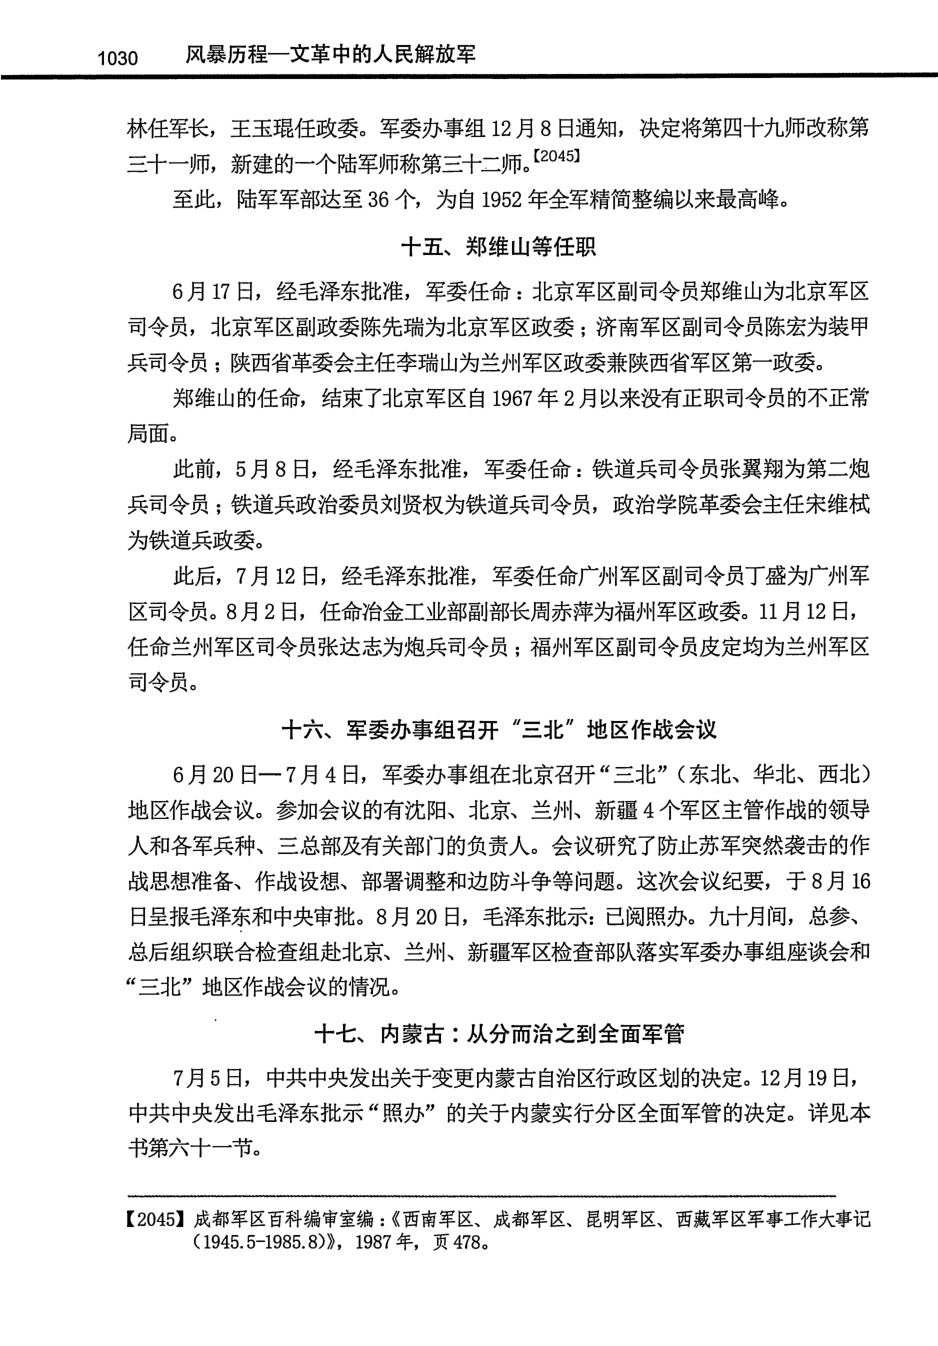 1030 风暴历程—文革中的人民解放军
林任军长，王玉琨任政委。军委办事组 12 月 8 日通知，决定将第四十九师改称第
三十一师，新建的一个陆军师称第三十二师。【2045】
至此，陆军军部达至 36 个，为自 1952 年全军精简整编以来最高峰。
十五、郑维山等任职
6 月 17 日，经毛泽东批准，军委任命：北京军区副司令员郑维山为北京军区
司令员，北京军区副政委陈先瑞为北京军区政委；济南军区副司令员陈宏为装甲
兵司令员；陕西省革委会主任李瑞山为兰州军区政委兼陕西省军区第一政委。
郑维山的任命，结束了北京军区自 1967 年 2 月以来没有正职司令员的不正常
局面。
此前，5 月 8 日，经毛泽东批准，军委任命：铁道兵司令员张翼翔为第二炮
兵司令员；铁道兵政治委员刘贤权为铁道兵司令员，政治学院革委会主任宋维栻
为铁道兵政委。
此后，7 月 12 日，经毛泽东批准，军委任命广州军区副司令员丁盛为广州军
区司令员。8 月 2 日，任命冶金工业部副部长周赤萍为福州军区政委。11 月 12 日，
任命兰州军区司令员张达志为炮兵司令员；福州军区副司令员皮定均为兰州军区
司令员。
十六、军委办事组召开“三北”地区作战会议
6 月 20 日—7 月 4 日，军委办事组在北京召开“三北”（东北、华北、西北）
地区作战会议。参加会议的有沈阳、北京、兰州、新疆 4 个军区主管作战的领导
人和各军兵种、三总部及有关部门的负责人。会议研究了防止苏军突然袭击的作
战思想准备、作战设想、部署调整和边防斗争等问题。这次会议纪要，于 8 月 16
日呈报毛泽东和中央审批。8 月 20 日，毛泽东批示：已阅照办。九十月间，总参、
总后组织联合检查组赴北京、兰州、新疆军区检查部队落实军委办事组座谈会和
“三北”地区作战会议的情况。
十七、内蒙古：从分而治之到全面军管
7 月 5 日，中共中央发出关于变更内蒙古自治区行政区划的决定。12 月 19 日，
中共中央发出毛泽东批示“照办”的关于内蒙实行分区全面军管的决定。详见本
书第六十一节。
【2045】成都军区百科编审室编：《西南军区、成都军区、昆明军区、西藏军区军事工作大事记
（1945.5-1985.8）》，1987 年，页 478。